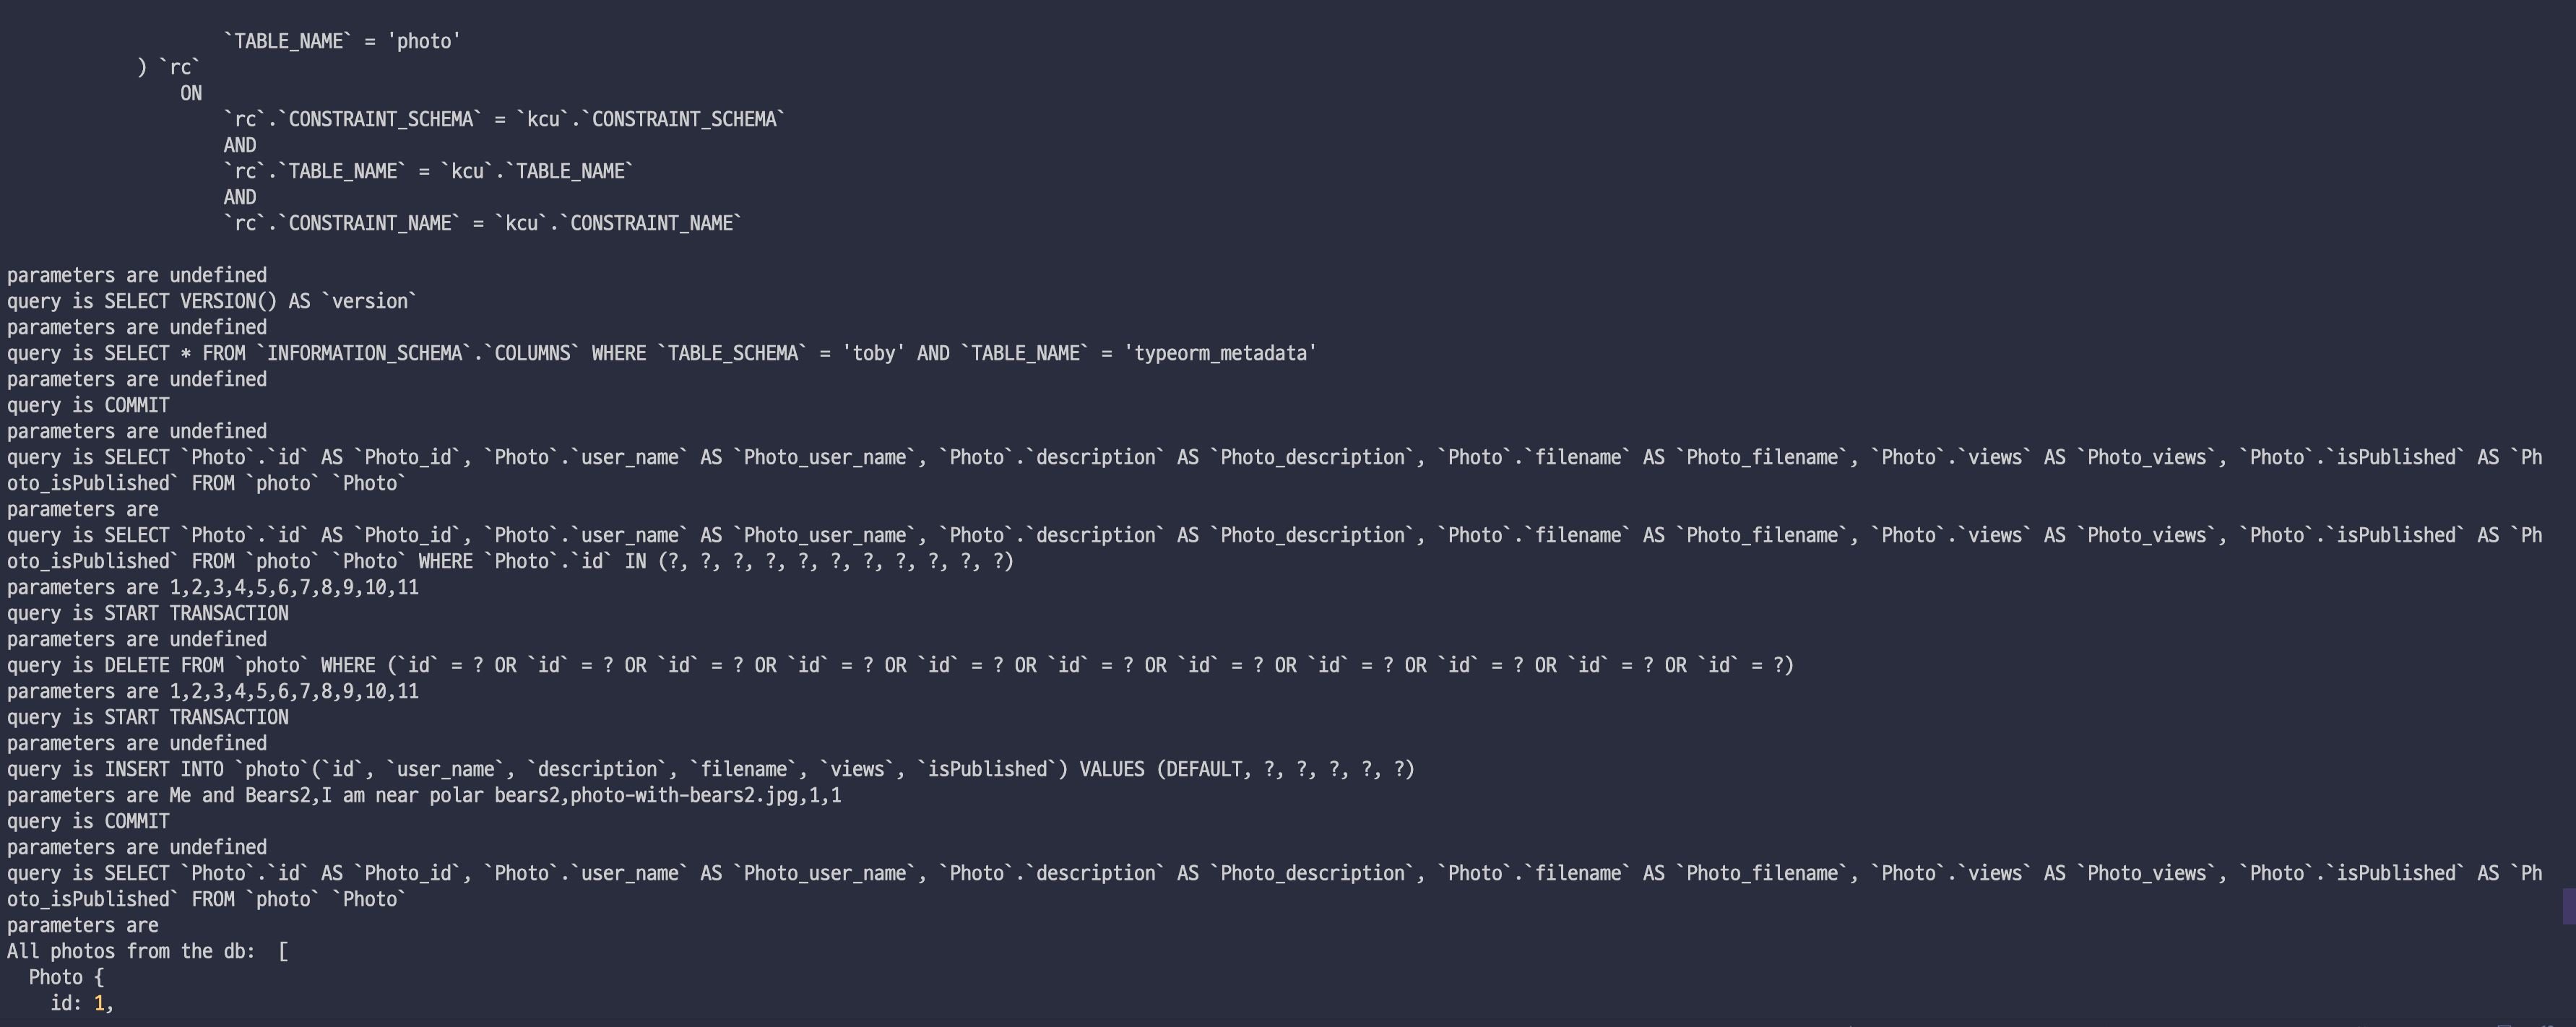 `TABLE_NAME` = 'photo'
) `rc`
ON
`rc`.`CONSTRAINT_SCHEMA` = `kcu`.`CONSTRAINT_SCHEMA`
AND
`rc`.`TABLE_NAME` = `kcu`.`TABLE_NAME`
AND
`rc`.`CONSTRAINT_NAME` = `kcu`.`CONSTRAINT_NAME`
parameters are undefined
query is SELECT VERSION() AS `version`
parameters are undefined
query is SELECT * FROM `INFORMATION_SCHEMA`.`COLUMNS` WHERE `TABLE_SCHEMA` = 'toby' AND `TABLE_NAME` = 'typeorm_metadata'
parameters are undefined
query is COMMIT
parameters are undefined
query is SELECT `Photo`.`id` AS `Photo_id`, `Photo`.`user_name` AS `Photo_user_name`, `Photo`.`description` AS `Photo_description`, `Photo`.`filename` AS `Photo_filename`, `Photo`.`views` AS `Photo_views`, `Photo`.`isPublished` AS `Ph
oto_isPublished` FROM `photo` `Photo`
parameters are
query is SELECT `Photo`.`id` AS `Photo_id`, `Photo`.`user_name` AS `Photo_user_name`, `Photo`.`description` AS `Photo_description`, `Photo`.`filename` AS `Photo_filename`, `Photo`.`views` AS `Photo_views`, `Photo`.`isPublished` AS `Ph
oto_isPublished` FROM `photo` `Photo` WHERE `Photo`.`id` IN (?, ?, ?, ?, ?, ?, ?, ?, ?, ?, ?)
parameters are 1,2,3,4,5,6,7,8,9,10,11
query is START TRANSACTION
parameters are undefined
query is DELETE FROM `photo` WHERE (`id` = ? OR `id` = ? OR `id` = ? OR `id` = ? OR `id` = ? OR `id` = ? OR `id` = ? OR `id` = ? OR `id` = ? OR `id` = ? OR `id` = ?)
parameters are 1,2,3,4,5,6,7,8,9,10,11
query is START TRANSACTION
parameters are undefined
query is INSERT INTO `photo`(`id`, `user_name`, `description`, `filename`, `views`, `isPublished`) VALUES (DEFAULT, ?, ?, ?, ?, ?)
parameters are Me and Bears2,I am near polar bears2,photo-with-bears2.jpg,1,1
query is COMMIT
parameters are undefined
query is SELECT `Photo`.`id` AS `Photo_id`, `Photo`.`user_name` AS `Photo_user_name`, `Photo`.`description` AS `Photo_description`, `Photo`.`filename` AS `Photo_filename`, `Photo`.`views` AS `Photo_views`, `Photo`.`isPublished` AS `Ph
oto_isPublished` FROM `photo` `Photo`
parameters are
All photos from the db:  [
Photo {
id: 1,